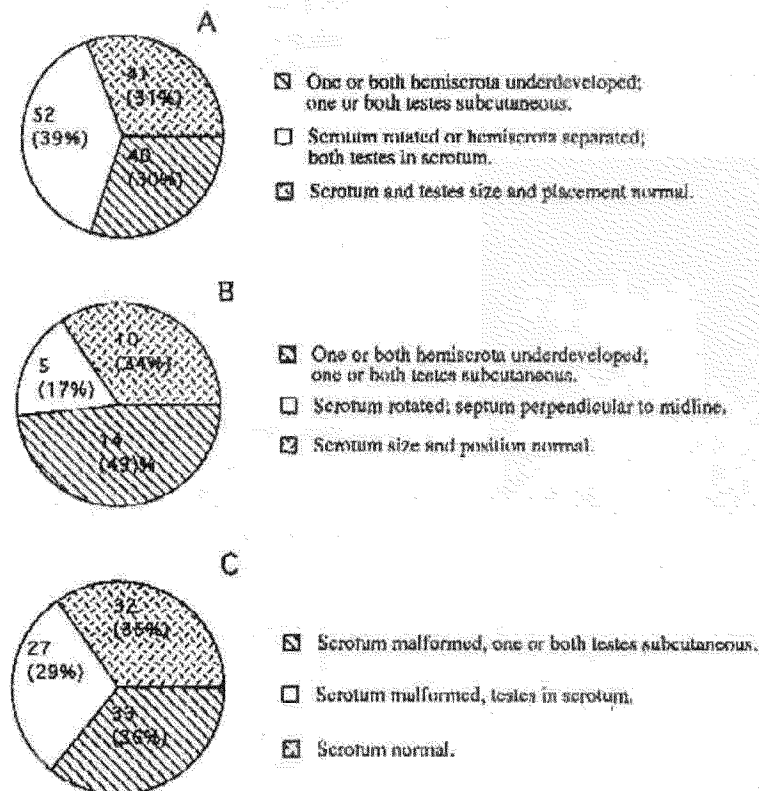 A
41
(31%)
52
(39%)
40
(30%)
One or both hemiscrota underdeveloped;
one or both testes subcutaneous.
Scrotum rotated or hemiscrota separated;
both testes in scrotum.
Scrotum and testes size and placement normal.
B
10
(34%)
5
(17%)
14
(49)%
One or both hemiscrota underdeveloped;
one or both testes subcutaneous.
Scrotum rotated; septum perpendicular to midline.
Scrotum size and position normal.
C
32
(35%)
27
(29%)
33
(36%)
Scrotum malformed, one or both testes subcutaneous.
Scrotum malformed, testes in scrotum.
Scrotum normal.